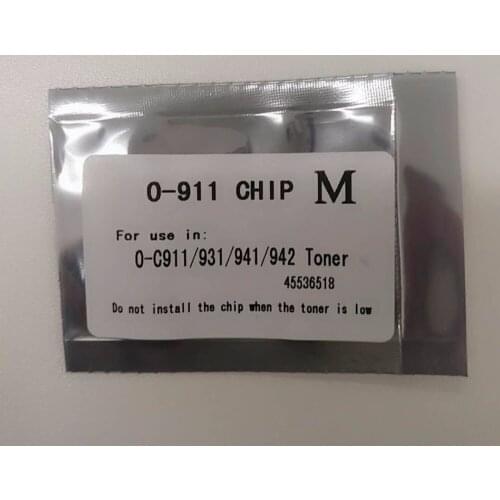 O-911 CHIP M
For use in:
O-C911/931/941/942 Toner
45536518
Do not install the chip when the toner is low